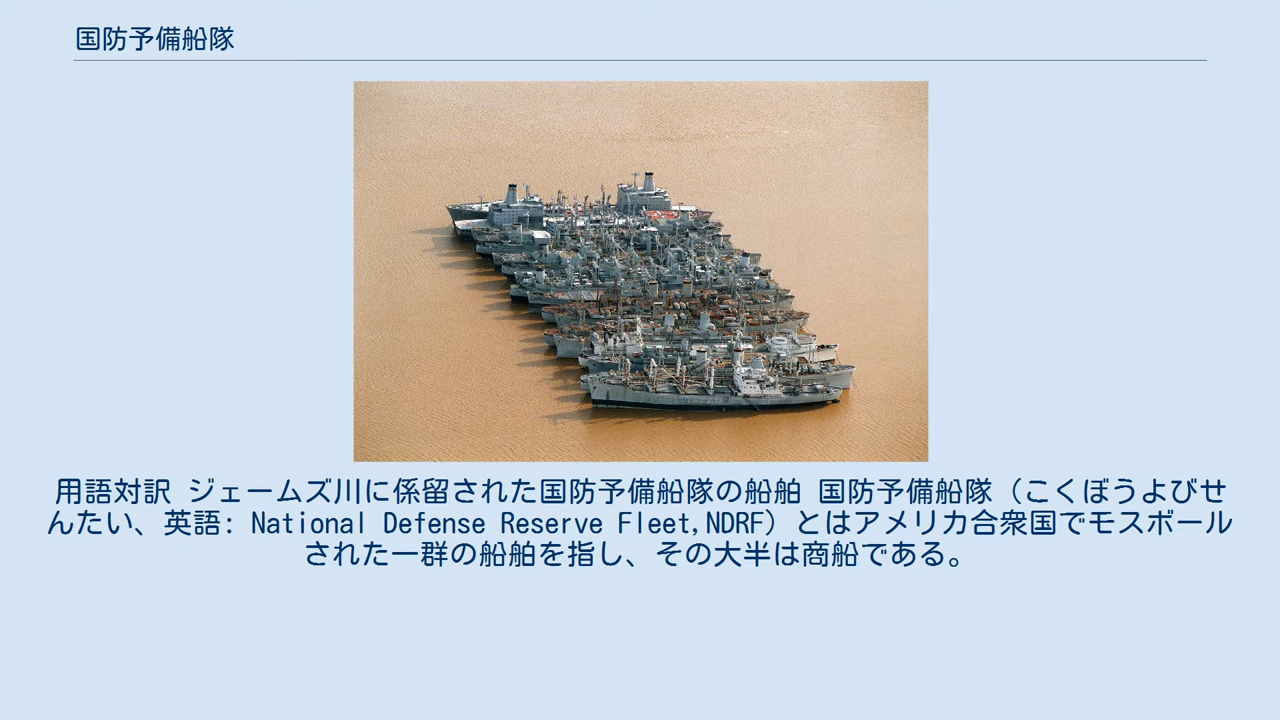 国防予備船隊
用語対訳 ジェームズ川に係留された国防予備船隊の船舶 国防予備船隊（こくぼうよびせ
んたい、英語: National Defense Reserve Fleet,NDRF）とはアメリカ合衆国でモスボール
された一群の船舶を指し、その大半は商船である。